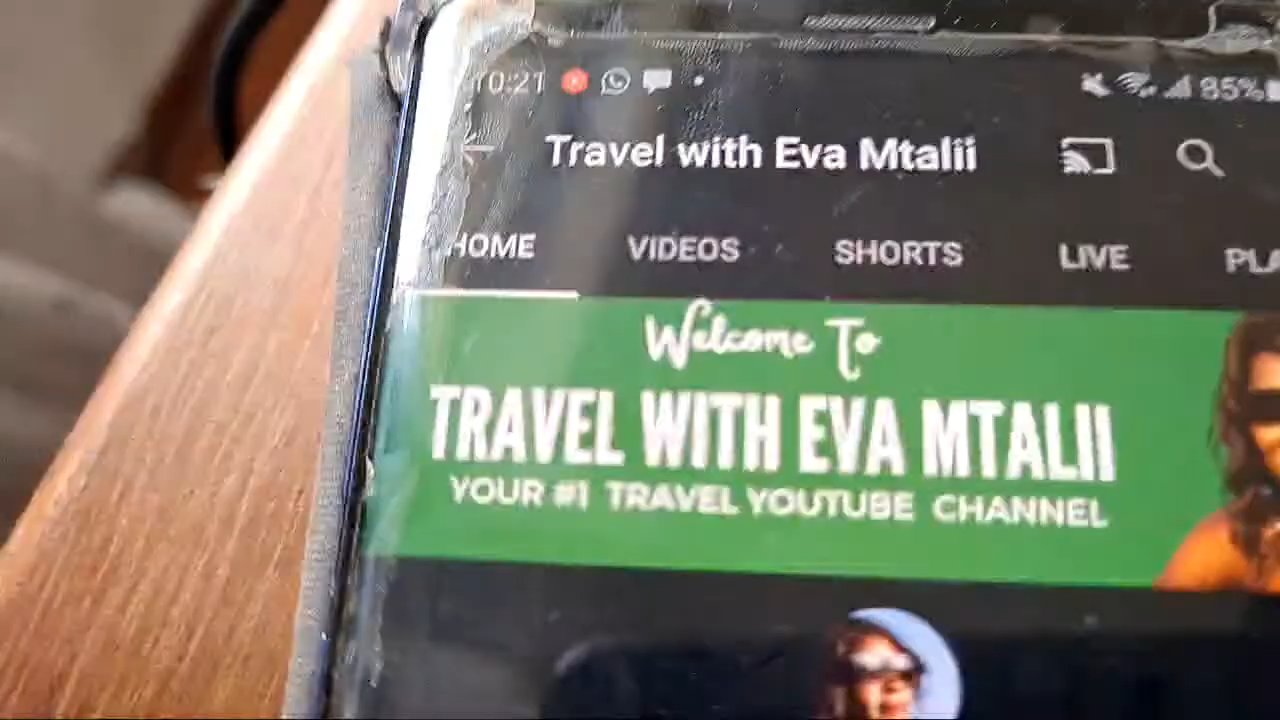 10:21 85%
Travel with Eva Mtalii
HOME VIDEOS SHORTS LIVE PLA
Welcome To
TRAVEL WITH EVA MTALII
YOUR #1 TRAVEL YOUTUBE CHANNEL